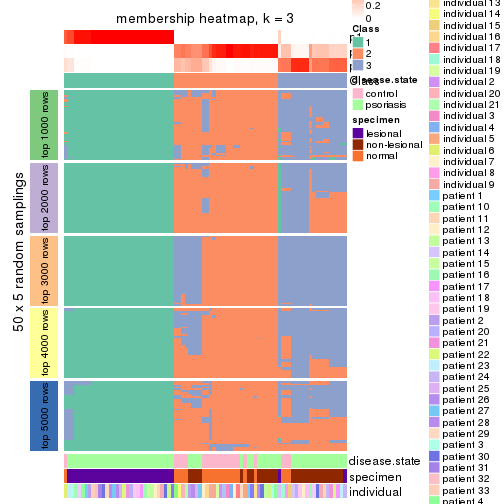 membership heatmap, k = 3
50 x 5 random samplings
top 1000 rows
top 2000 rows
top 3000 rows
top 4000 rows
top 5000 rows
disease.state
specimen
individual
0.2
0
Class
1
2
3
disease.state
control
psoriasis
specimen
lesional
non-lesional
normal
individual 13
individual 14
individual 15
individual 16
individual 17
individual 18
individual 19
individual 2
individual 20
individual 21
individual 3
individual 4
individual 5
individual 6
individual 7
individual 8
individual 9
patient 1
patient 10
patient 11
patient 12
patient 13
patient 14
patient 15
patient 16
patient 17
patient 18
patient 19
patient 2
patient 20
patient 21
patient 22
patient 23
patient 24
patient 25
patient 26
patient 27
patient 28
patient 29
patient 3
patient 30
patient 31
patient 32
patient 33
patient 4